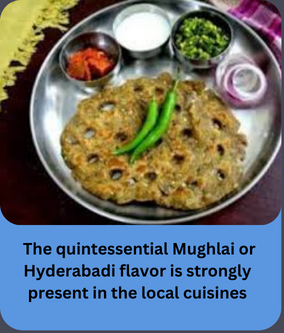 The quintessential Mughlai or
Hyderabadi flavor is strongly
present in the local cuisines